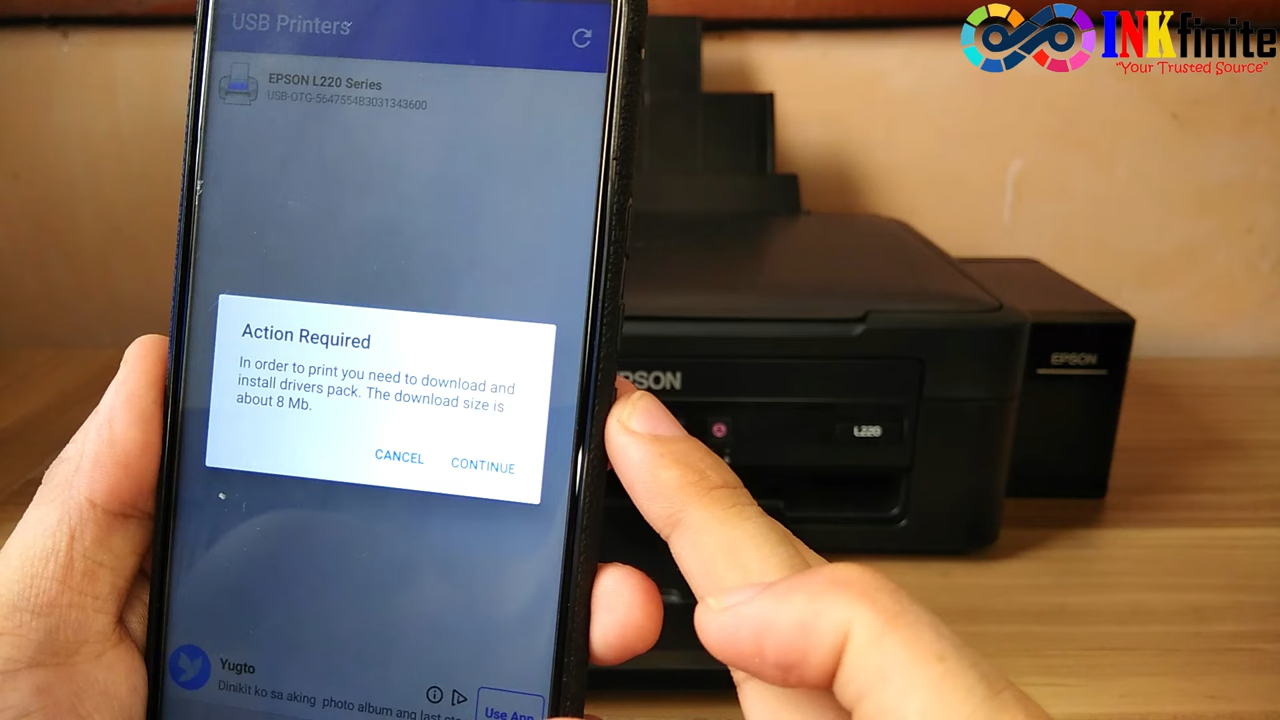 USB Printers
EPSON L220 Series
USB-OTG-5647554B3031343600
Action Required
In order to print you need to download and
install drivers pack. The download size is
about 8 Mb.
CANCEL
CONTINUE
Yugto
Dinikit ko sa aking photo album ang last
Use App
INKfinite
"Your Trusted Source"
EPSON
EPSON
L220